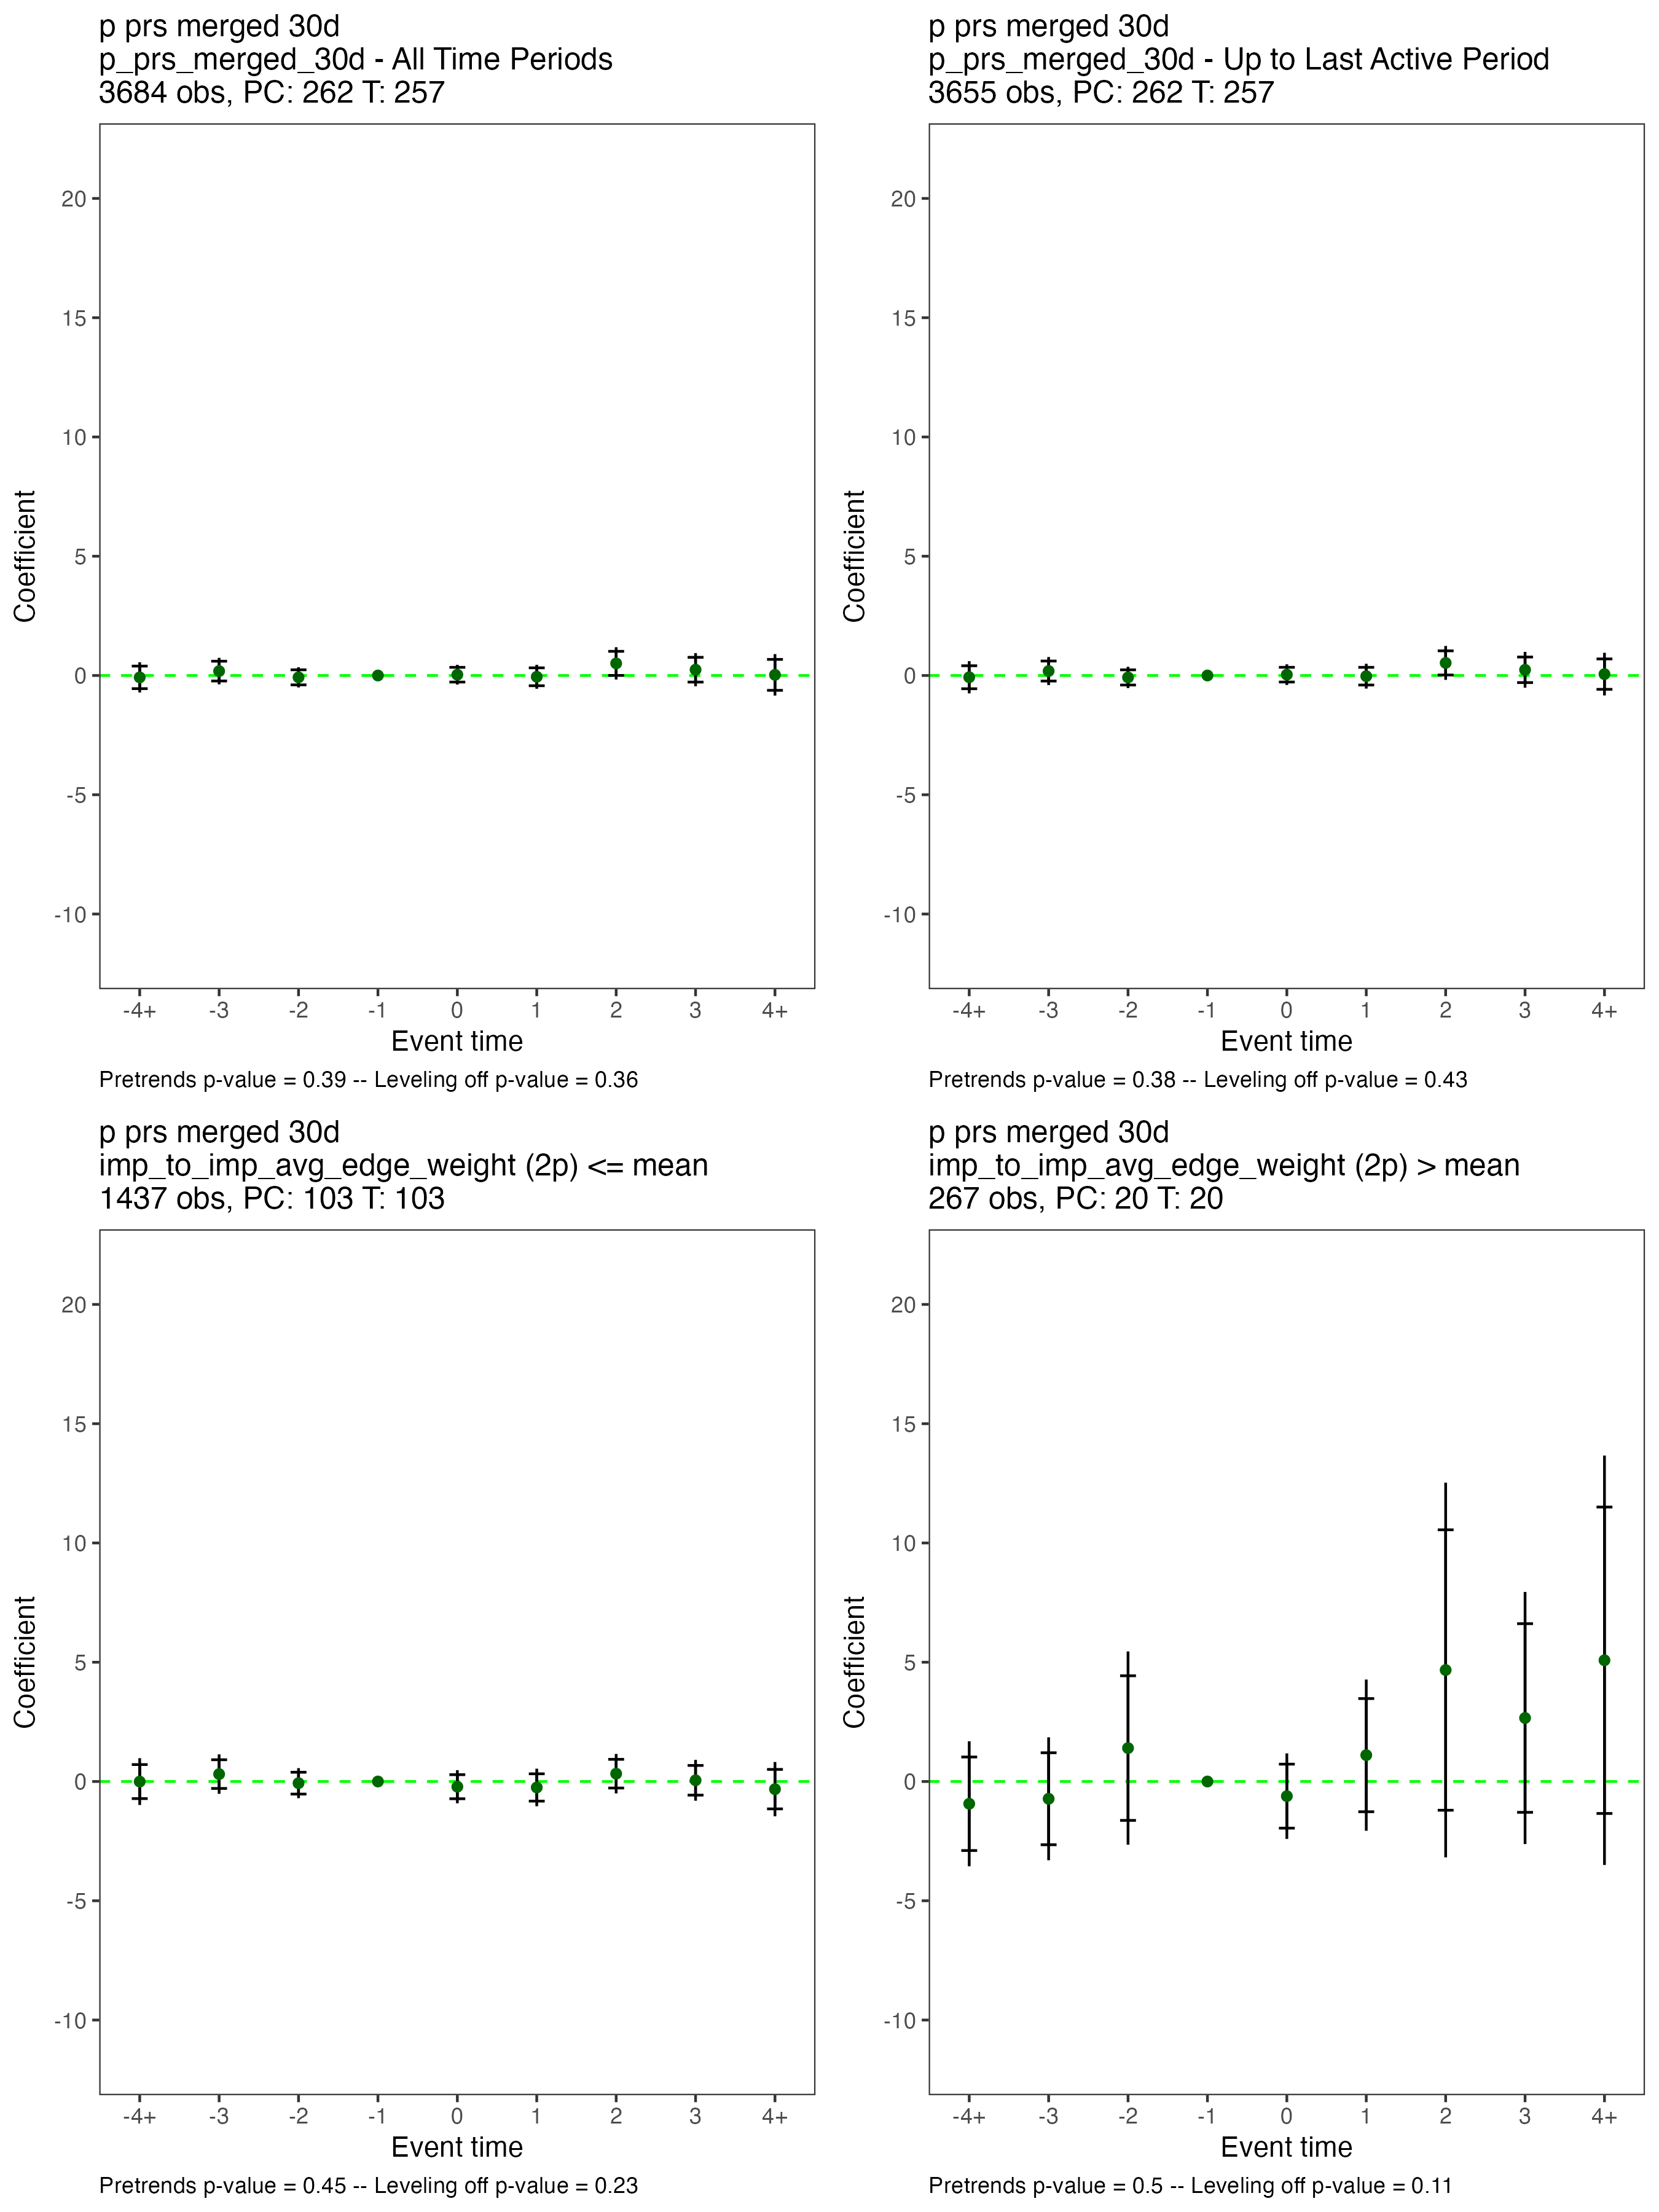 p prs merged 30d
p_prs_merged_30d - All Time Periods
3684 obs, PC: 262 T: 257
20
15
10
5
0
-5
-10
Coefficient
-4+ -3 -2 -1 0 1 2 3 4+
Event time
Pretrends p-value = 0.39 -- Leveling off p-value = 0.36
p prs merged 30d
p_prs_merged_30d - Up to Last Active Period
3655 obs, PC: 262 T: 257
20
15
10
5
0
-5
-10
Coefficient
-4+ -3 -2 -1 0 1 2 3 4+
Event time
Pretrends p-value = 0.38 -- Leveling off p-value = 0.43
p prs merged 30d
imp_to_imp_avg_edge_weight (2p) <= mean
1437 obs, PC: 103 T: 103
20
15
10
5
0
-5
-10
Coefficient
-4+ -3 -2 -1 0 1 2 3 4+
Event time
Pretrends p-value = 0.45 -- Leveling off p-value = 0.23
p prs merged 30d
imp_to_imp_avg_edge_weight (2p) > mean
267 obs, PC: 20 T: 20
20
15
10
5
0
-5
-10
Coefficient
-4+ -3 -2 -1 0 1 2 3 4+
Event time
Pretrends p-value = 0.5 -- Leveling off p-value = 0.11